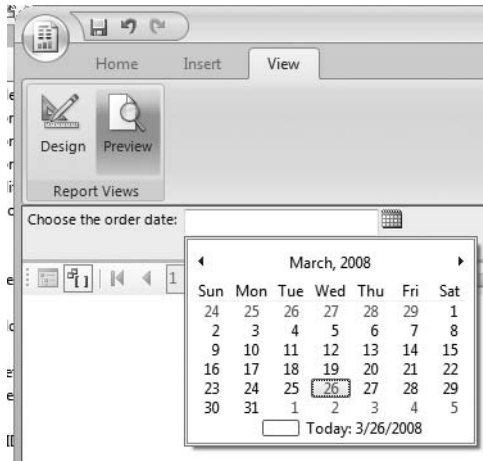 Home Insert View
Design Preview
Report Views
Choose the order date:
1
March, 2008
Sun Mon Tue Wed Thu Fri Sat
24 25 26 27 28 29 1
2 3 4 5 6 7 8
9 10 11 12 13 14 15
16 17 18 19 20 21 22
23 24 25 26 27 28 29
30 31 1 2 3 4 5
Today: 3/26/2008